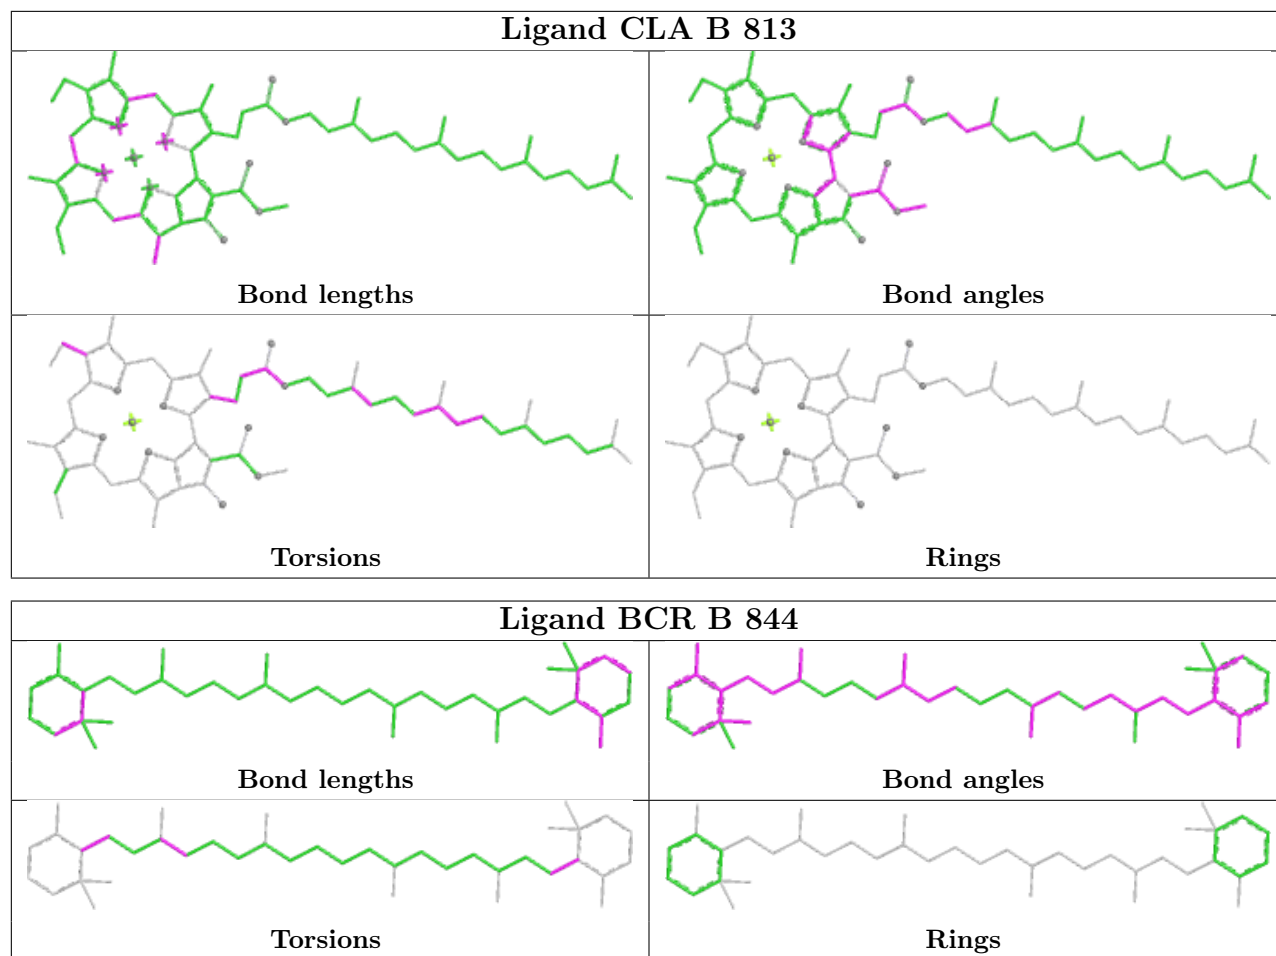 Ligand CLA B 813
Bond lengths
Bond angles
Torsions
Rings
Ligand BCR B 844
Bond lengths
Bond angles
Torsions
Rings